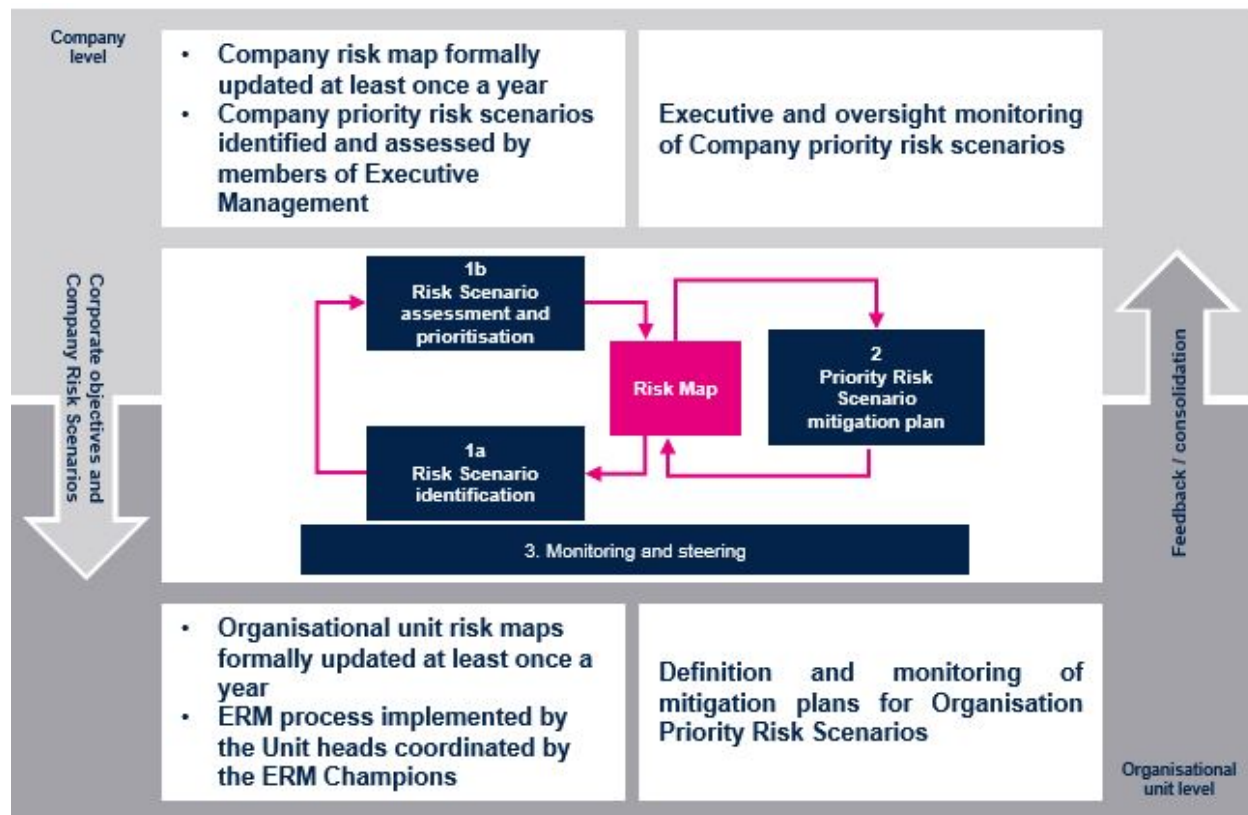 Company
level
• Company risk map formally
updated at least once a year
• Company priority risk scenarios
identified and assessed by
members of Executive
Management
Executive and oversight monitoring
of Company priority risk scenarios
Corporate objectives and
Company Risk Scenarios
1b
Risk Scenario
assessment and
prioritisation
Risk Map
2
Priority Risk
Scenario
mitigation plan
1a
Risk Scenario
identification
3. Monitoring and steering
Feedback / consolidation
• Organisational unit risk maps
formally updated at least once a
year
• ERM process implemented by
the Unit heads coordinated by
the ERM Champions
Definition and monitoring of
mitigation plans for Organisation
Priority Risk Scenarios
Organisational
unit level